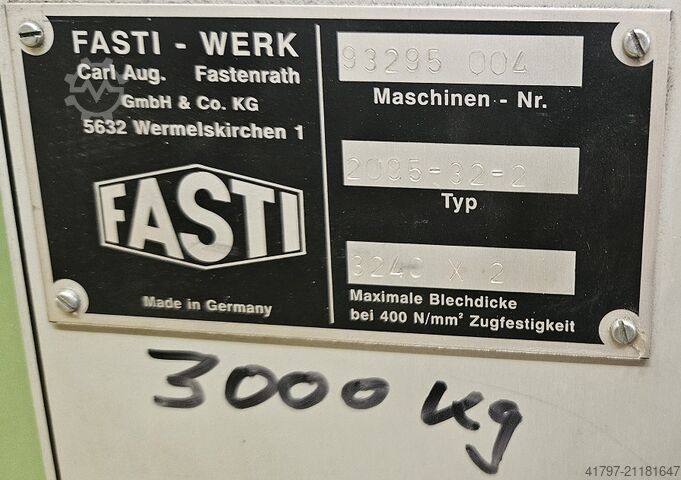 FASTI - WERK
Carl Aug. Fastenrath
GmbH & Co. KG
5632 Wermelskirchen 1
FASTI
Made in Germany
93295 004
Maschinen - Nr.
2095-32-2
Typ
3240 X 2
Maximale Blechdicke
bei 400 N/mm² Zugfestigkeit
3000 kg
41797-21181647